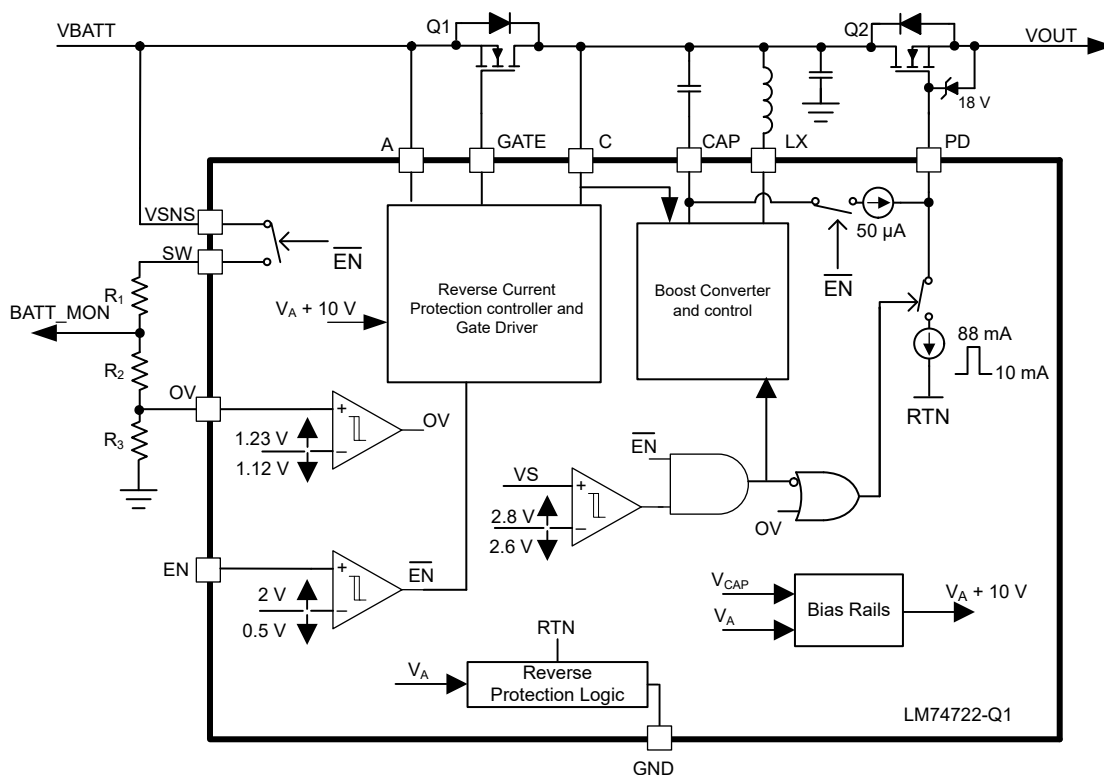 VBATT
Q1
Q2
VOUT
18 V
A
GATE
C
CAP
LX
PD
VSNS
SW
EN
50 µA
EN
R1
BATT_MON
R2
OV
R3
VA + 10 V
Reverse Current
Protection controller and
Gate Driver
Boost Converter
and control
88 mA
10 mA
RTN
1.23 V
1.12 V
OV
EN
VS
2.8 V
2.6 V
OV
EN
2 V
0.5 V
EN
VCAP
VA
Bias Rails
VA + 10 V
RTN
VA
Reverse
Protection Logic
LM74722-Q1
GND